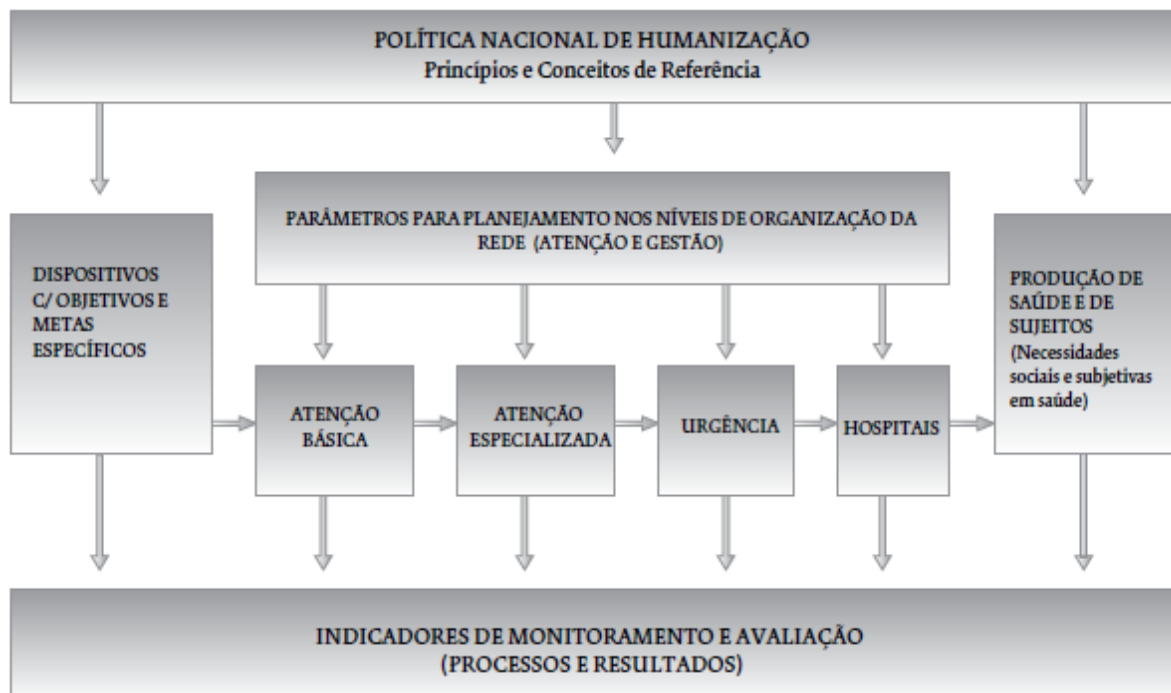 POLÍTICA NACIONAL DE HUMANIZAÇÃO
Princípios e Conceitos de Referência
PARÂMETROS PARA PLANEJAMENTO NOS NÍVEIS DE ORGANIZAÇÃO DA
REDE (ATENÇÃO E GESTÃO)
DISPOSITIVOS
C/ OBJETIVOS E
METAS
ESPECÍFICOS
ATENÇÃO
BÁSICA
ATENÇÃO
ESPECIALIZADA
URGÊNCIA
HOSPITAIS
PRODUÇÃO DE
SAÚDE E DE
SUJEITOS
(Necessidades
sociais e subjetivas
em saúde)
INDICADORES DE MONITORAMENTO E AVALIAÇÃO
(PROCESSOS E RESULTADOS)